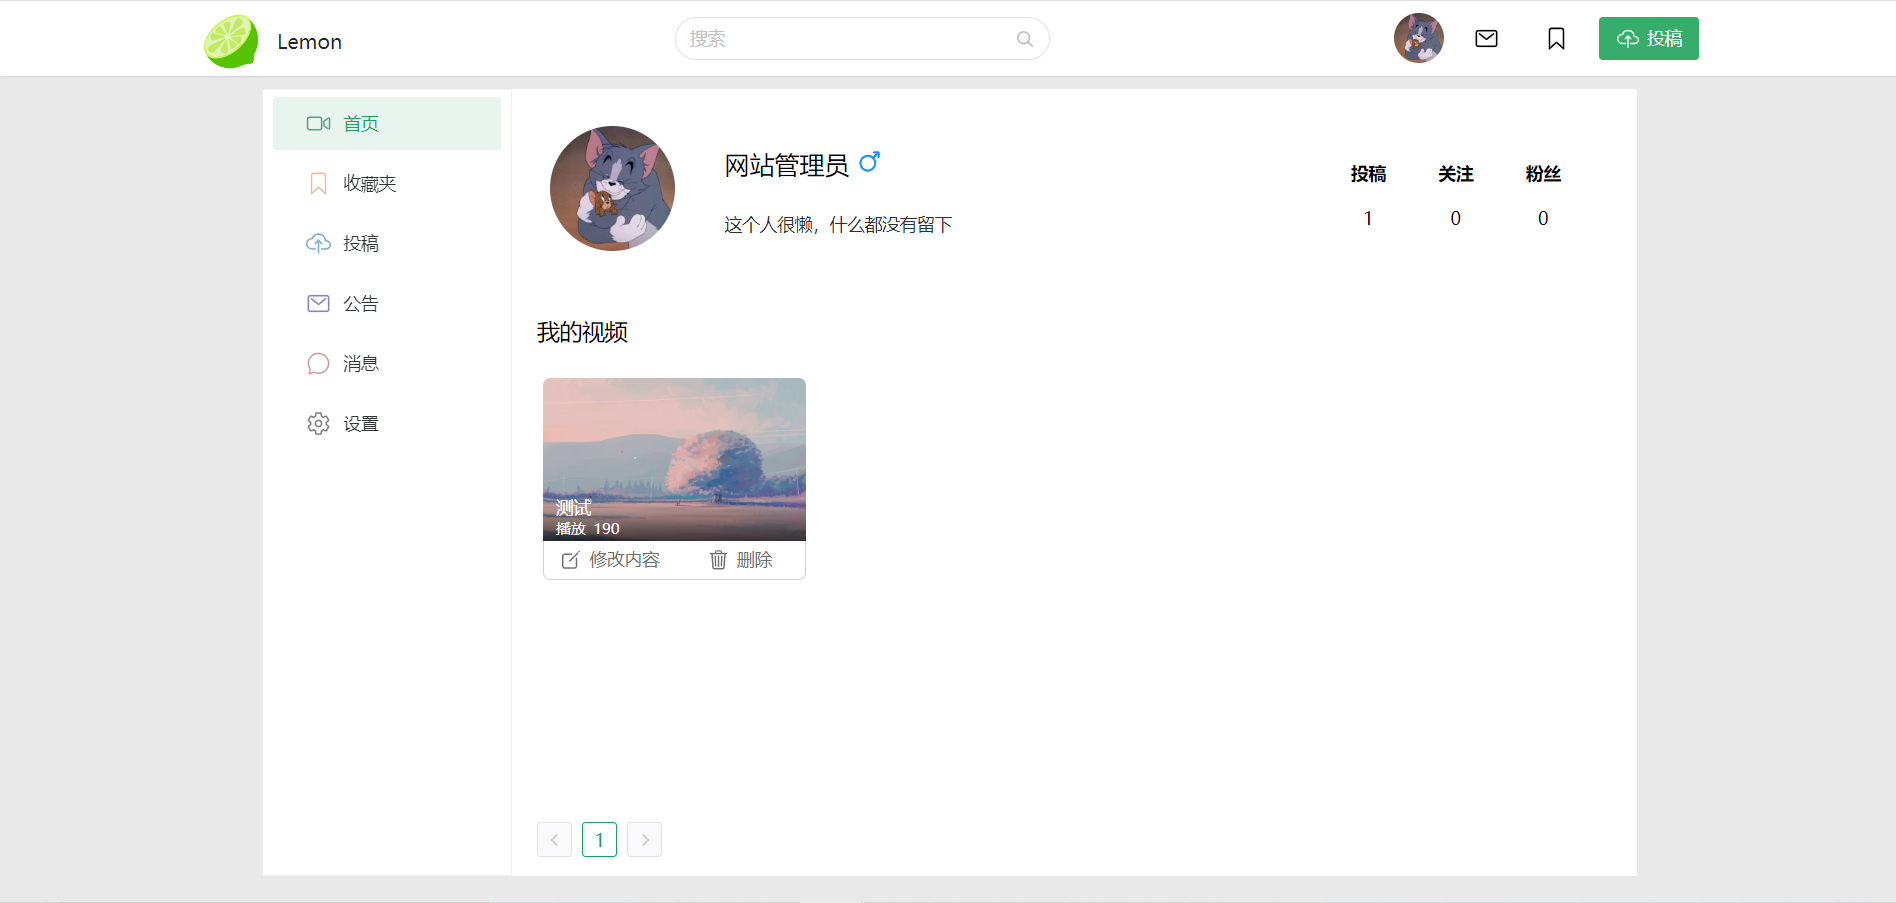 Lemon
搜索
投稿
首页
收藏夹
投稿
公告
消息
设置
网站管理员
这个人很懒，什么都没有留下
投稿 关注 粉丝
1 0 0
我的视频
测试
播放 190
修改内容 删除
1